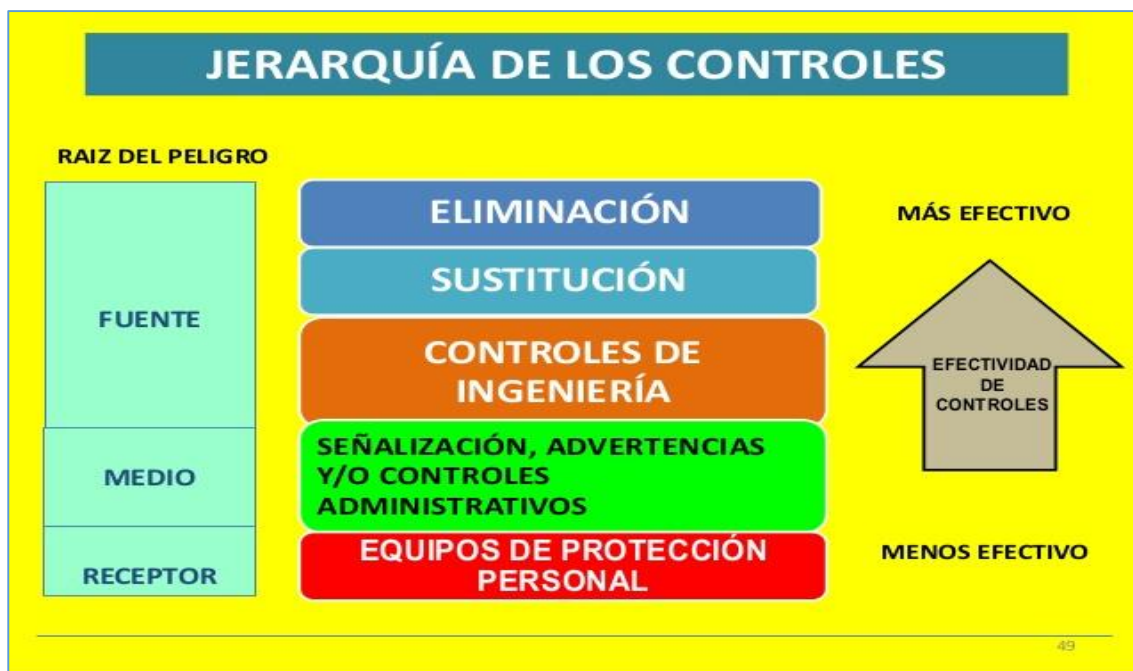 JERARQUÍA DE LOS CONTROLES
RAIZ DEL PELIGRO
FUENTE
MEDIO
RECEPTOR
ELIMINACIÓN
SUSTITUCIÓN
CONTROLES DE
INGENIERÍA
SEÑALIZACIÓN, ADVERTENCIAS
Y/O CONTROLES
ADMINISTRATIVOS
EQUIPOS DE PROTECCIÓN
PERSONAL
MÁS EFECTIVO
EFECTIVIDAD
DE
CONTROLES
MENOS EFECTIVO
49